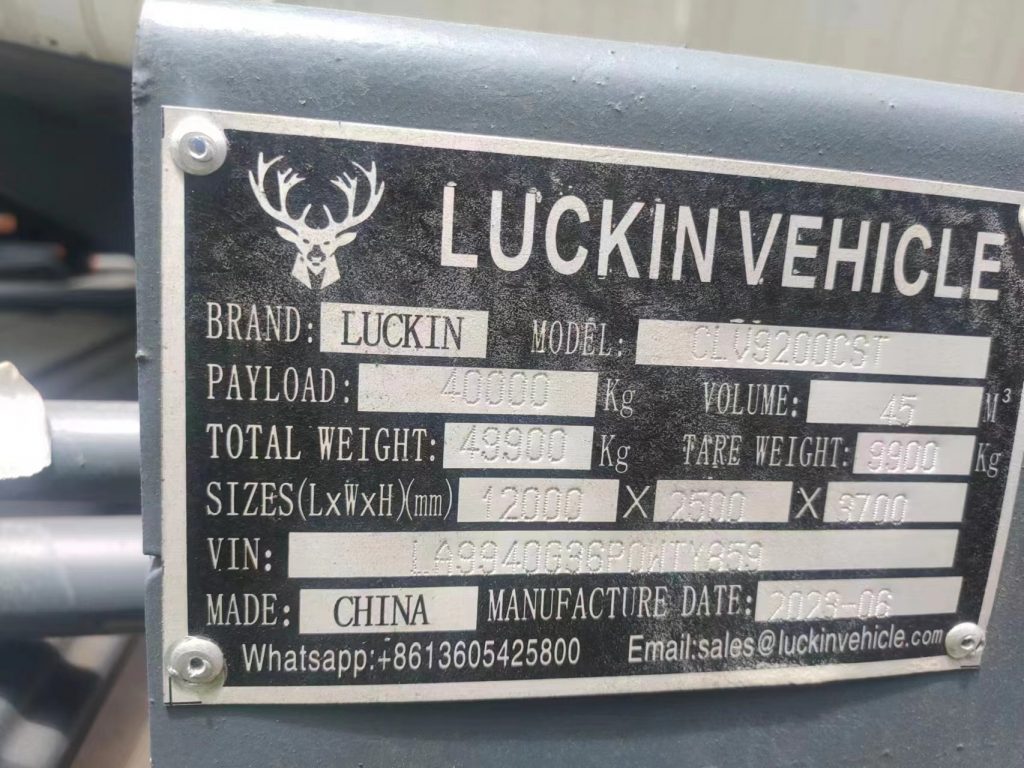 LUCKIN VEHICLE
BRAND: LUCKIN MODEL: CLV9200CST
PAYLOAD: 40000 Kg VOLUME: 45 M³
TOTAL WEIGHT: 49900 Kg TARE WEIGHT: 9900 Kg
SIZES(LxWxH)(mm) 12000 X 2500 X 3700
VIN: LA9940G36P0WTY859
MADE: CHINA MANUFACTURE DATE: 2023-06
Whatsapp:+8613605425800 Email:sales@luckinvehicle.com